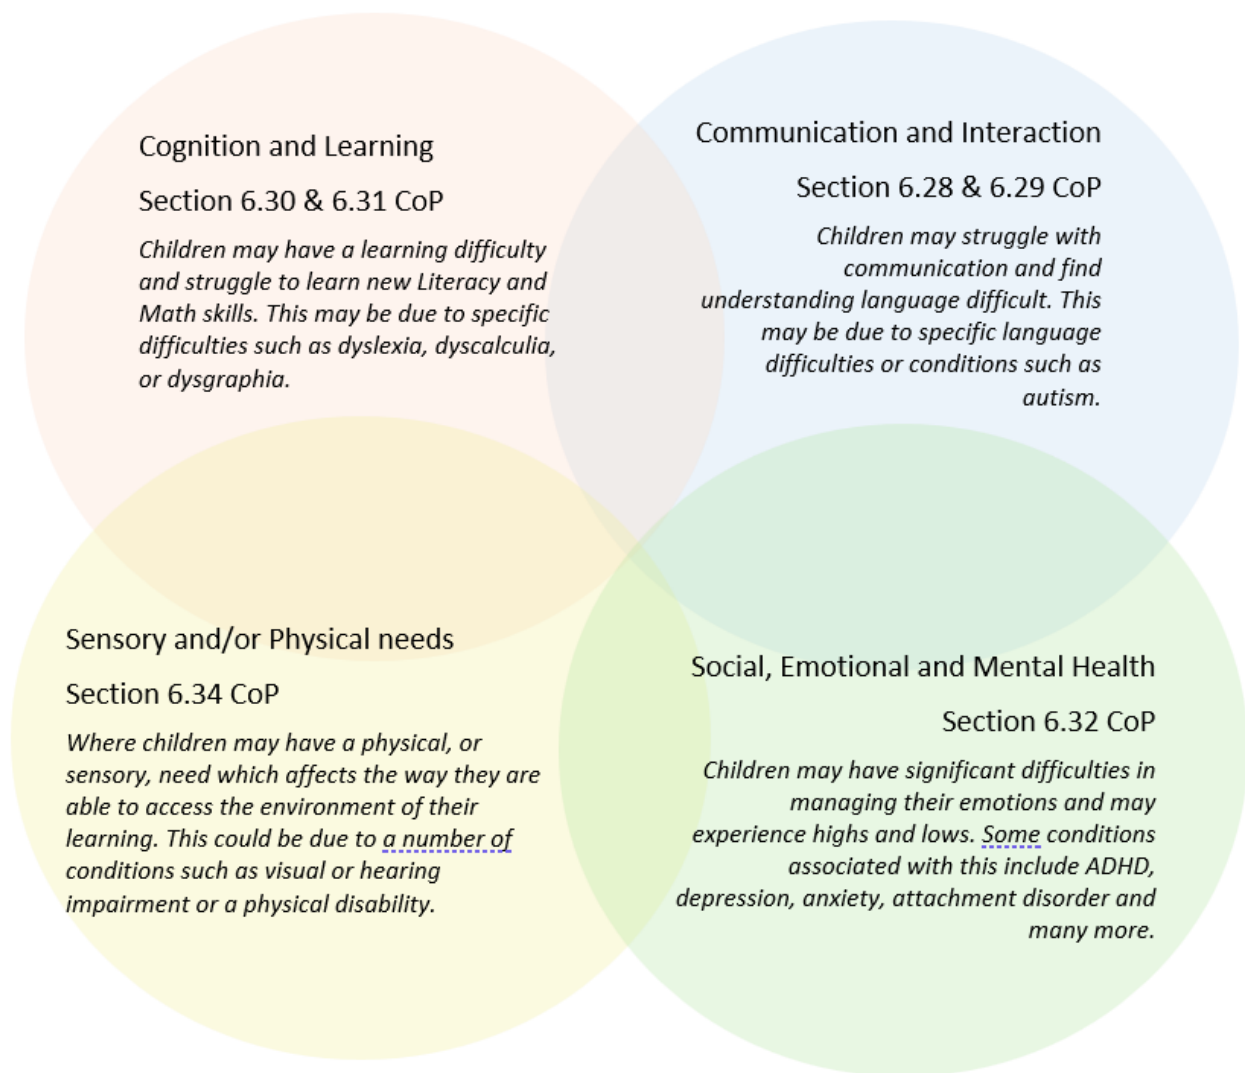 Cognition and Learning
Section 6.30 & 6.31 CoP
Children may have a learning difficulty
and struggle to learn new Literacy and
Math skills. This may be due to specific
difficulties such as dyslexia, dyscalculia,
or dysgraphia.
Communication and Interaction
Section 6.28 & 6.29 CoP
Children may struggle with
communication and find
understanding language difficult. This
may be due to specific language
difficulties or conditions such as
autism.
Sensory and/or Physical needs
Section 6.34 CoP
Where children may have a physical, or
sensory, need which affects the way they are
able to access the environment of their
learning. This could be due to a number of
conditions such as visual or hearing
impairment or a physical disability.
Social, Emotional and Mental Health
Section 6.32 CoP
Children may have significant difficulties in
managing their emotions and may
experience highs and lows. Some conditions
associated with this include ADHD,
depression, anxiety, attachment disorder and
many more.